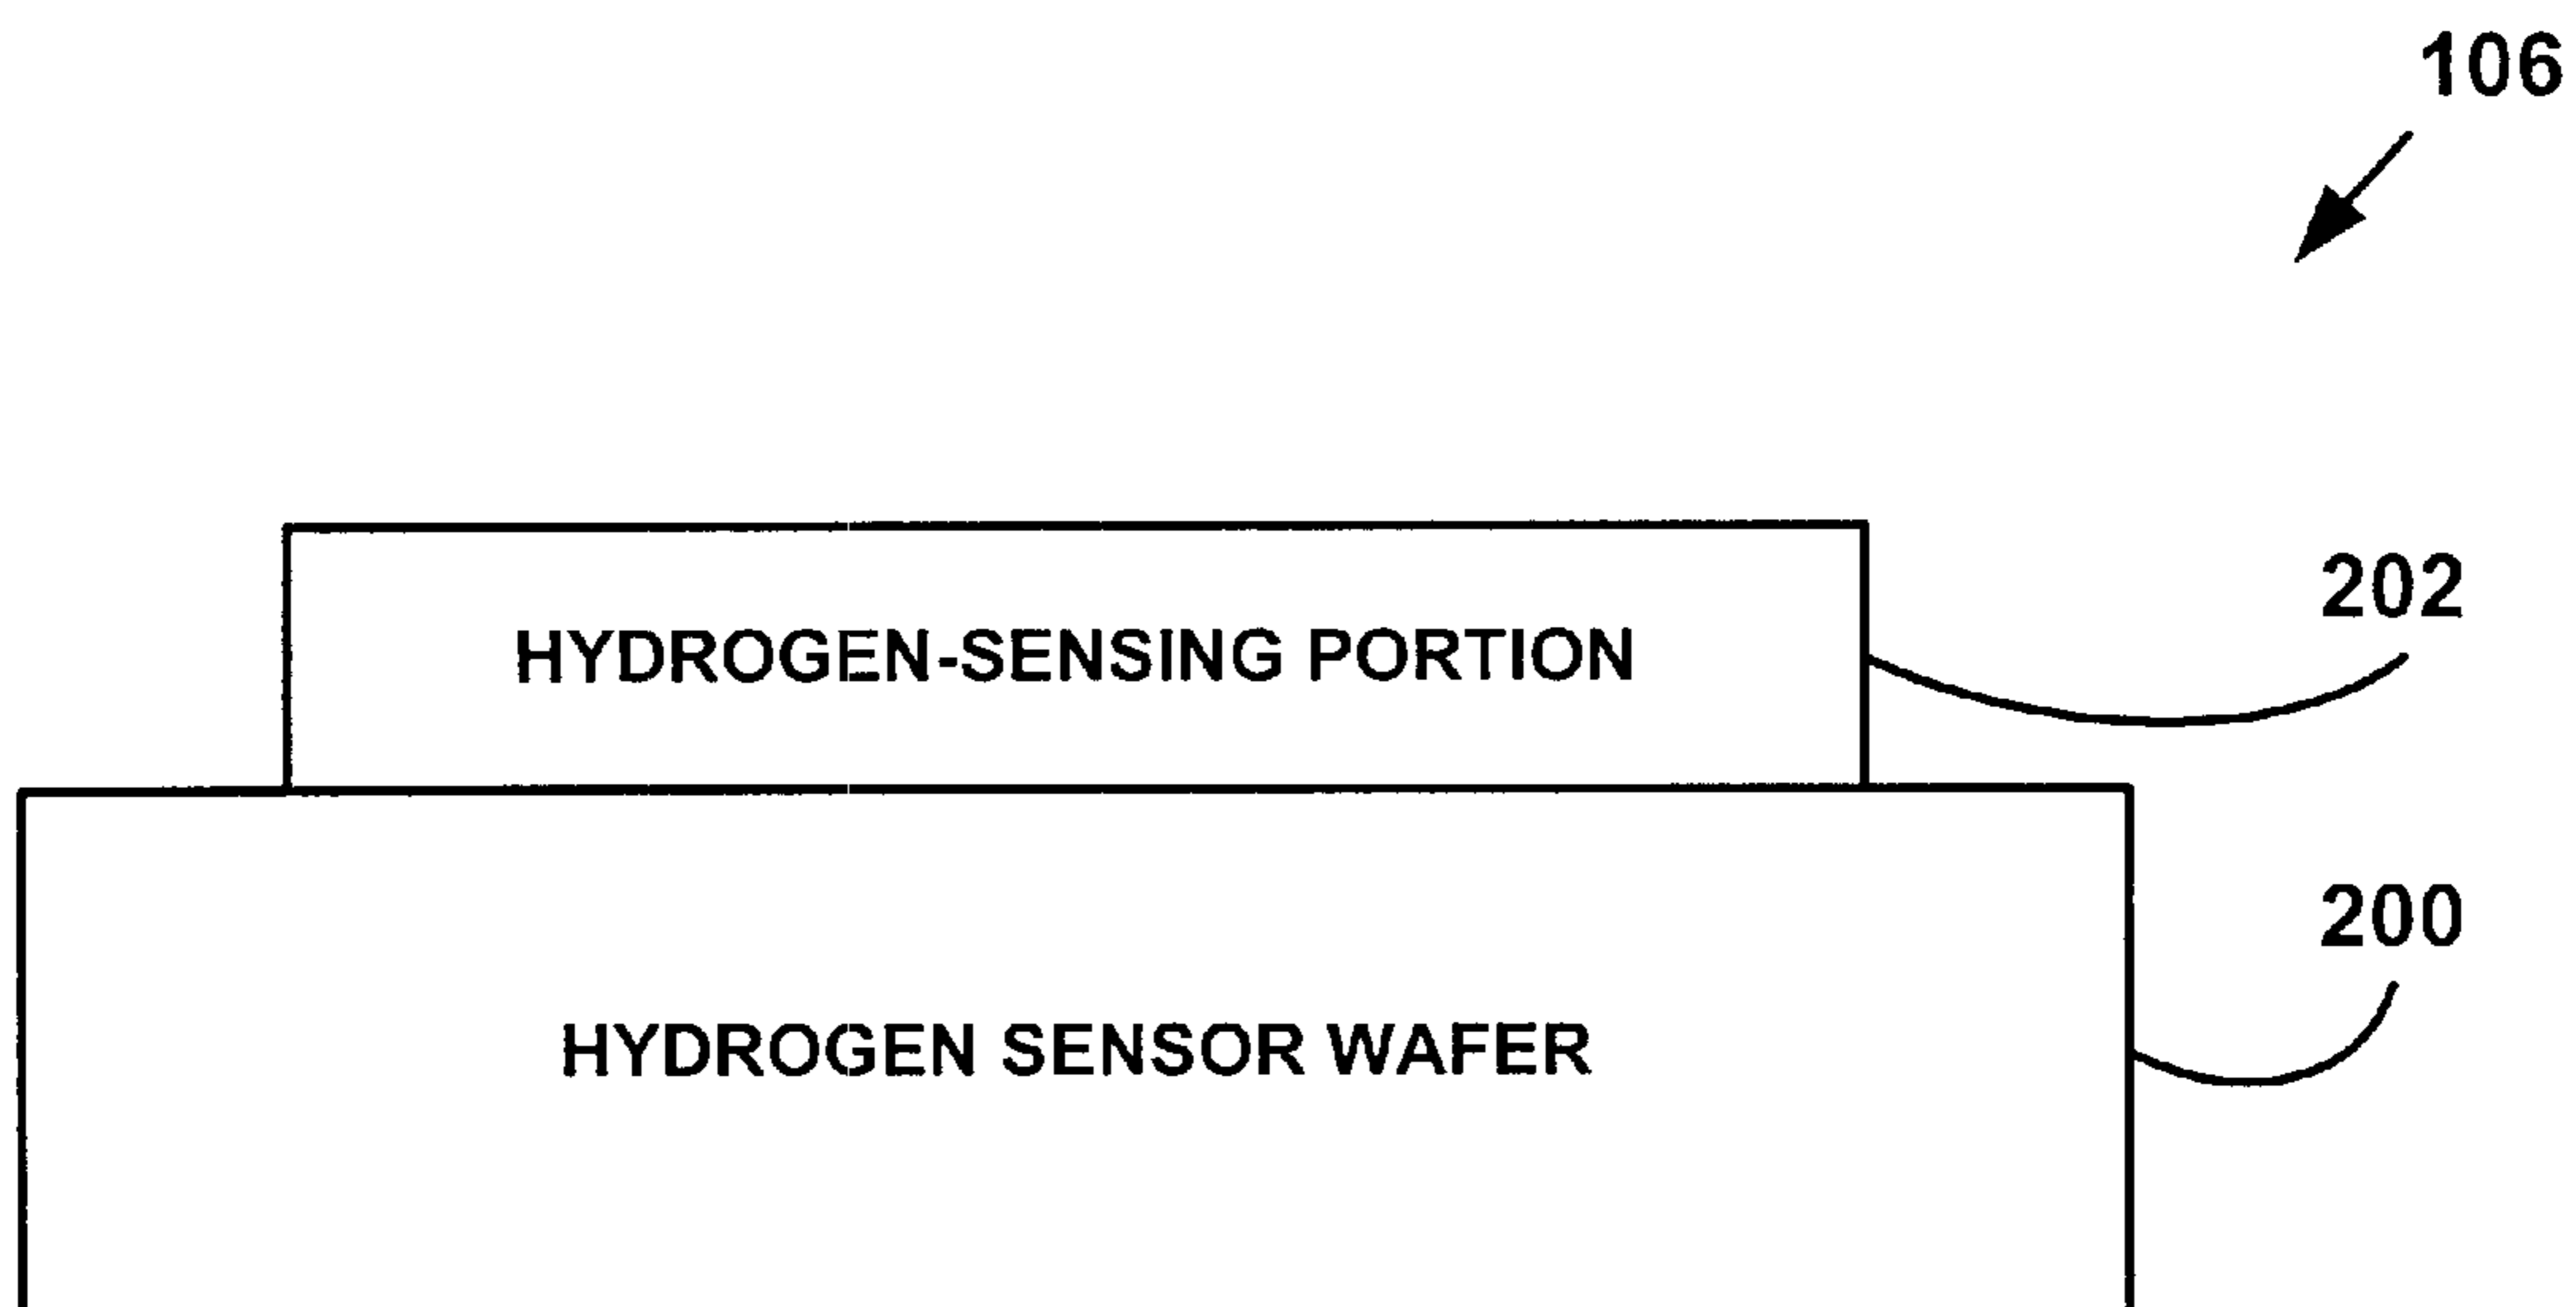 106
202
HYDROGEN-SENSING PORTION
200
HYDROGEN SENSOR WAFER